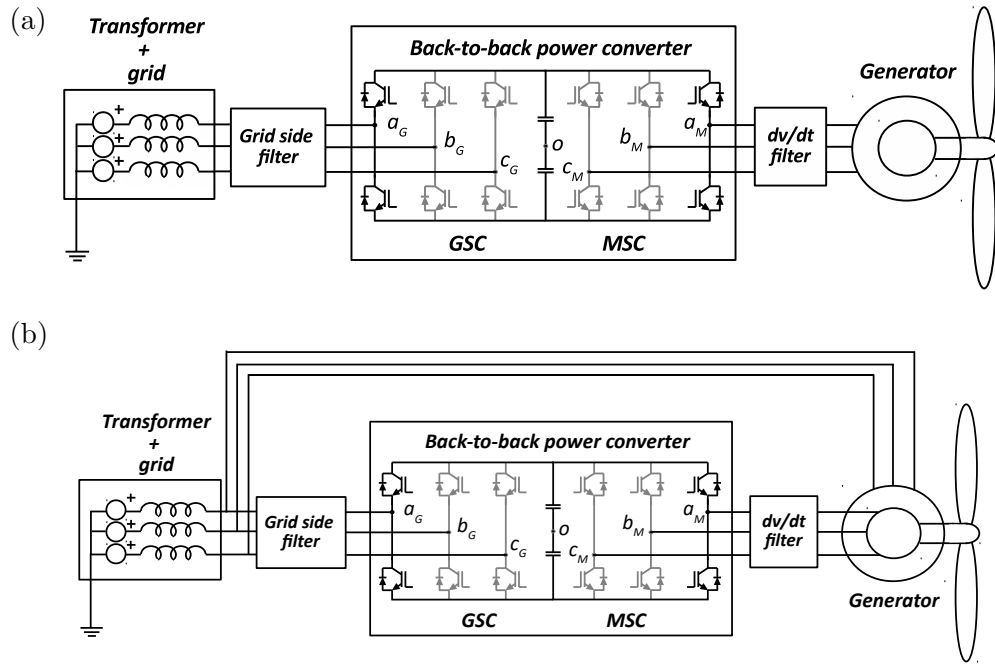 (a)
Transformer
+
grid
Back-to-back power converter
Generator
+
+
+
Grid side
filter
a_G
b_G
c_G
o
a_M
b_M
c_M
dv/dt
filter
GSC
MSC
(b)
Transformer
+
grid
Back-to-back power converter
+
+
+
Grid side
filter
a_G
b_G
c_G
o
a_M
b_M
c_M
dv/dt
filter
GSC
MSC
Generator